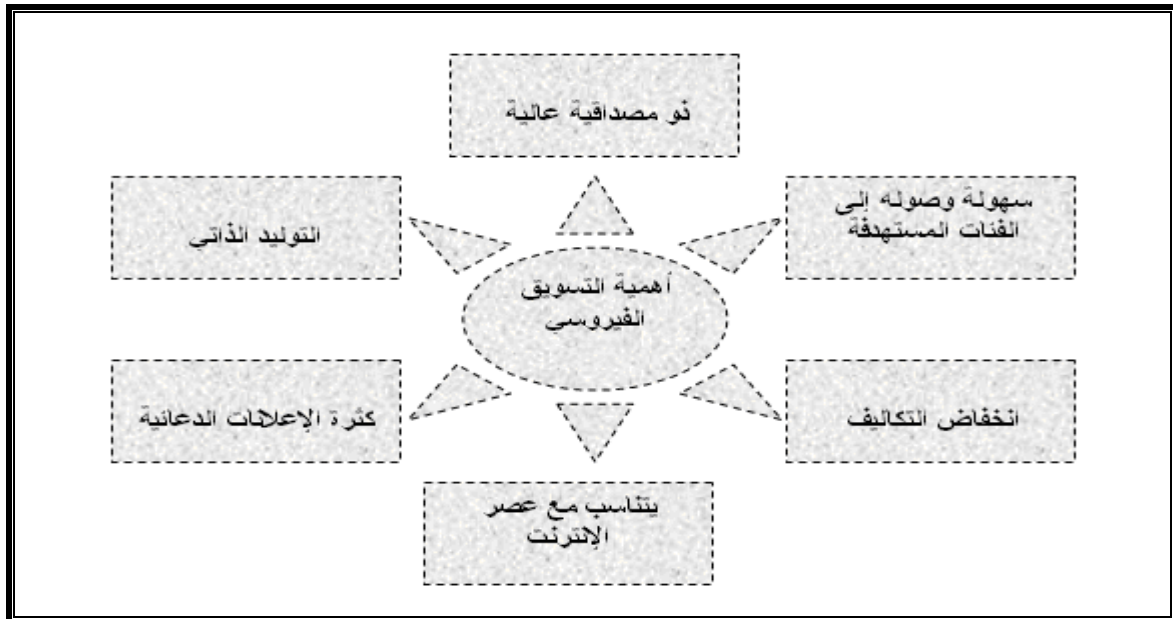 ذو مصداقية عالية
سهولة وصوله إلى
الفئات المستهدفة
التوليد الذاتي
أهمية التسويق
الفيروسي
انخفاض التكاليف
كثرة الإعلانات الدعائية
يتناسب مع عصر
الإنترنت